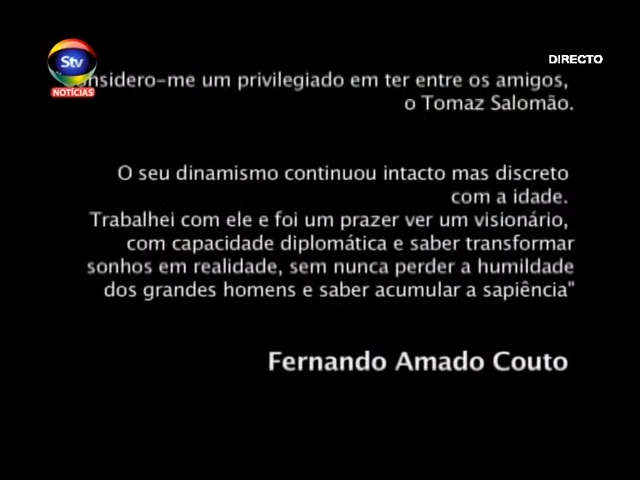 Stv
NOTÍCIAS
DIRECTO
nsidero-me um privilegiado em ter entre os amigos,
o Tomaz Salomão.
O seu dinamismo continuou intacto mas discreto
com a idade.
Trabalhei com ele e foi um prazer ver um visionário,
com capacidade diplomática e saber transformar
sonhos em realidade, sem nunca perder a humildade
dos grandes homens e saber acumular a sapiência"
Fernando Amado Couto